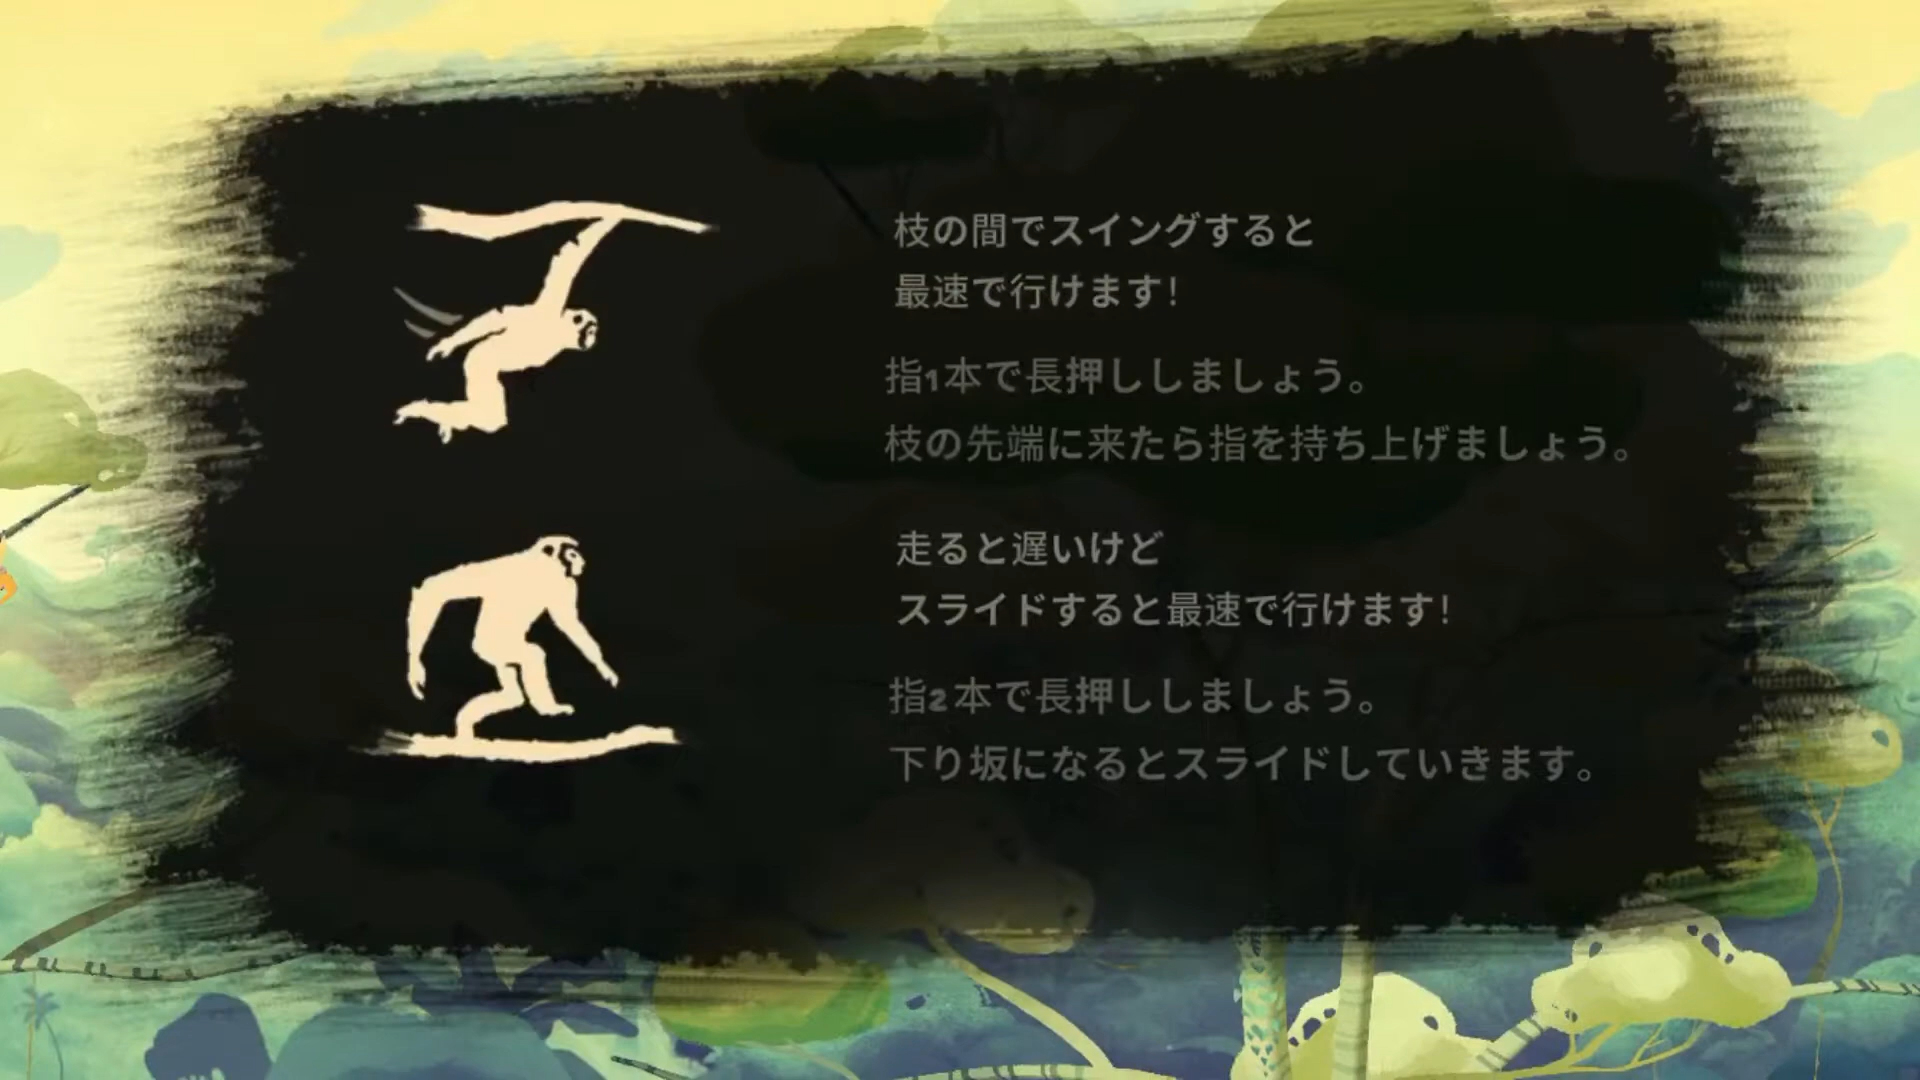 枝の間でスイングすると
最速で行けます!
指1本で長押ししましょう。
枝の先端に来たら指を持ち上げましょう。
走ると遅いけど
スライドすると最速で行けます!
指2本で長押ししましょう。
下り坂になるとスライドしていきます。